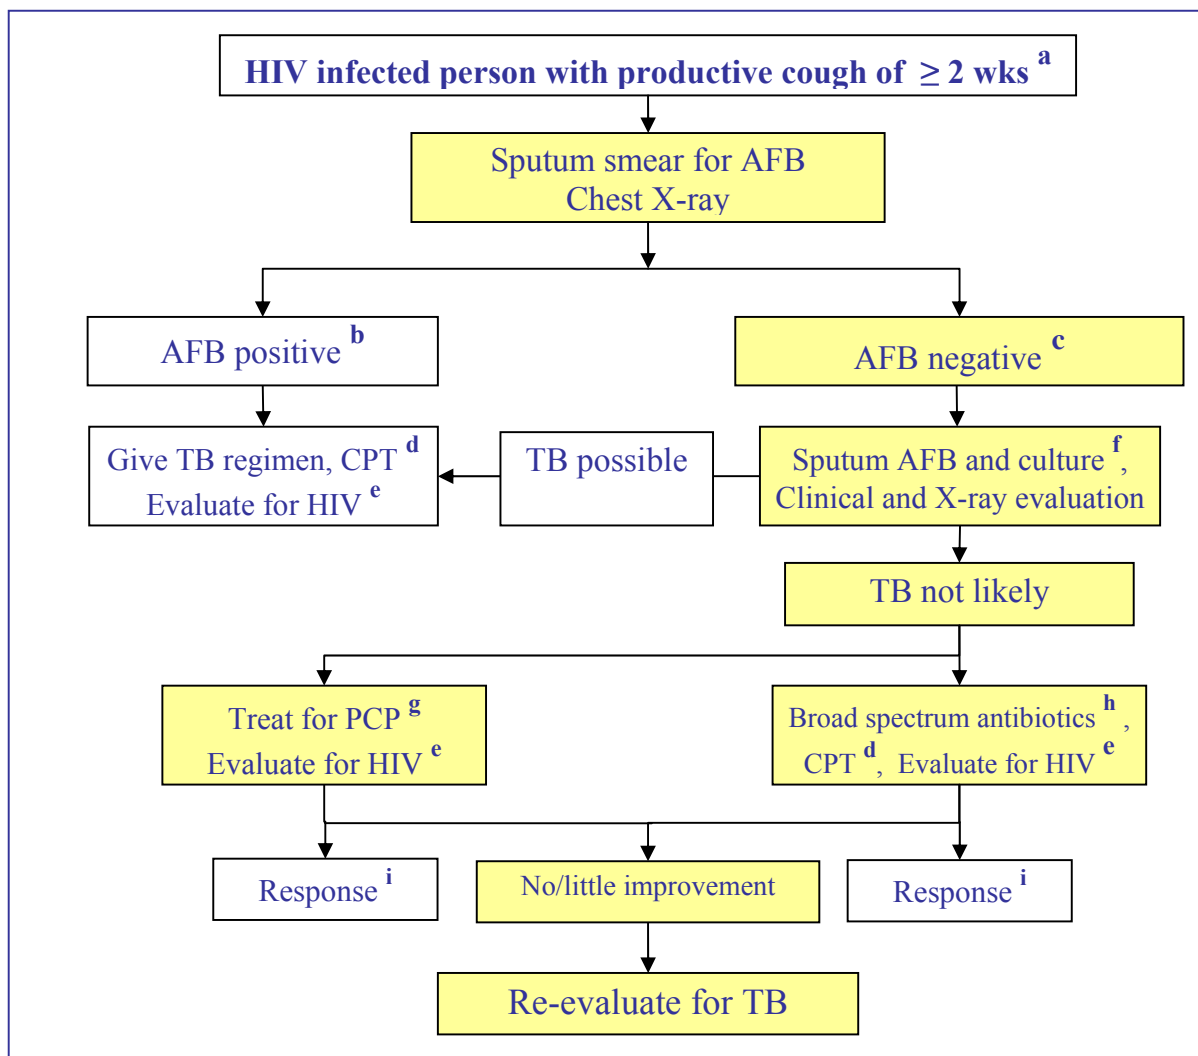 HIV infected person with productive cough of ≥ 2 wks a
Sputum smear for AFB
Chest X-ray
AFB positive b
AFB negative c
Give TB regimen, CPT d
Evaluate for HIV e
TB possible
Sputum AFB and culture f,
Clinical and X-ray evaluation
TB not likely
Treat for PCP g
Evaluate for HIV e
Broad spectrum antibiotics h ,
CPT d, Evaluate for HIV e
Response i
No/little improvement
Response i
Re-evaluate for TB